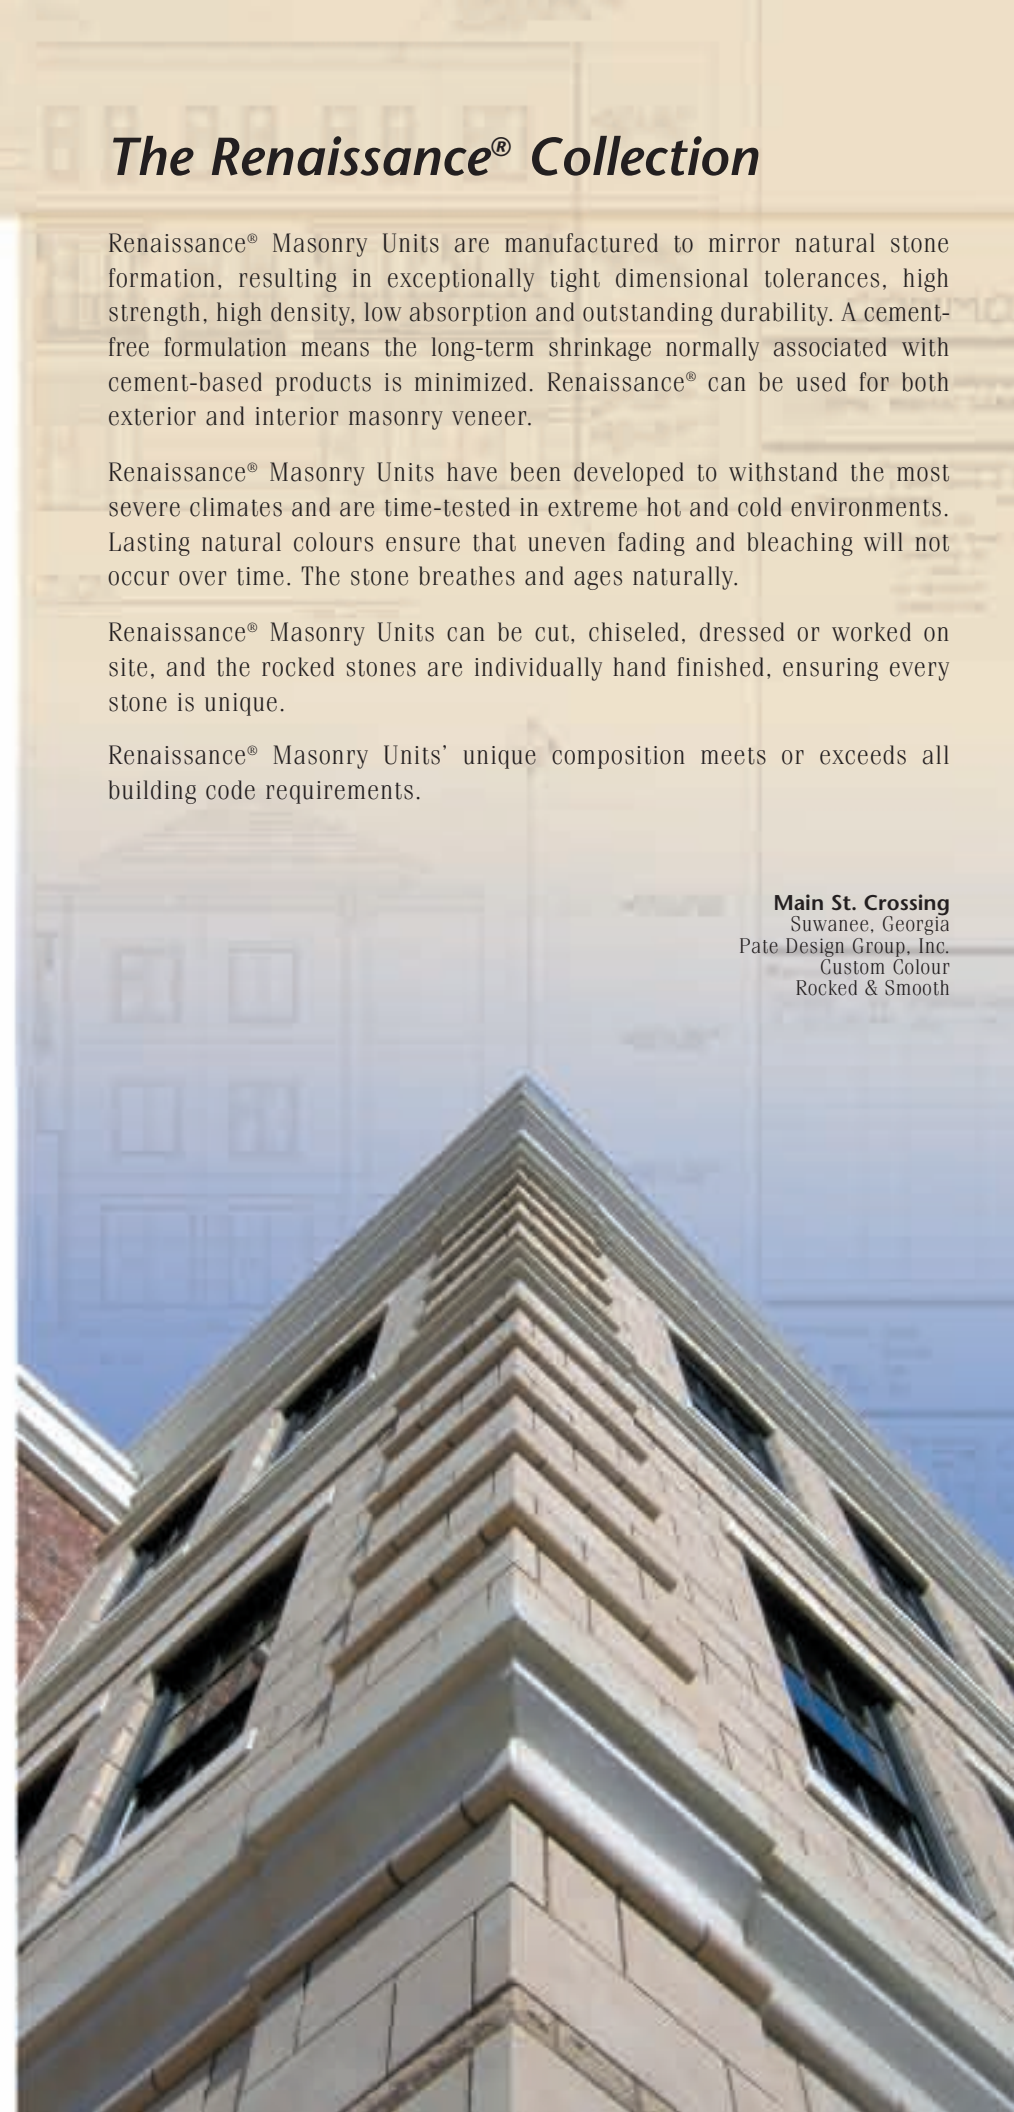 The Renaissance® Collection
Renaissance® Masonry Units are manufactured to mirror natural stone
formation, resulting in exceptionally tight dimensional tolerances, high
strength, high density, low absorption and outstanding durability. A cement-
free formulation means the long-term shrinkage normally associated with
cement-based products is minimized. Renaissance® can be used for both
exterior and interior masonry veneer.
Renaissance® Masonry Units have been developed to withstand the most
severe climates and are time-tested in extreme hot and cold environments.
Lasting natural colours ensure that uneven fading and bleaching will not
occur over time. The stone breathes and ages naturally.
Renaissance® Masonry Units can be cut, chiseled, dressed or worked on
site, and the rocked stones are individually hand finished, ensuring every
stone is unique.
Renaissance® Masonry Units’ unique composition meets or exceeds all
building code requirements.
Main St. Crossing
Suwanee, Georgia
Pate Design Group, Inc.
Custom Colour
Rocked & Smooth